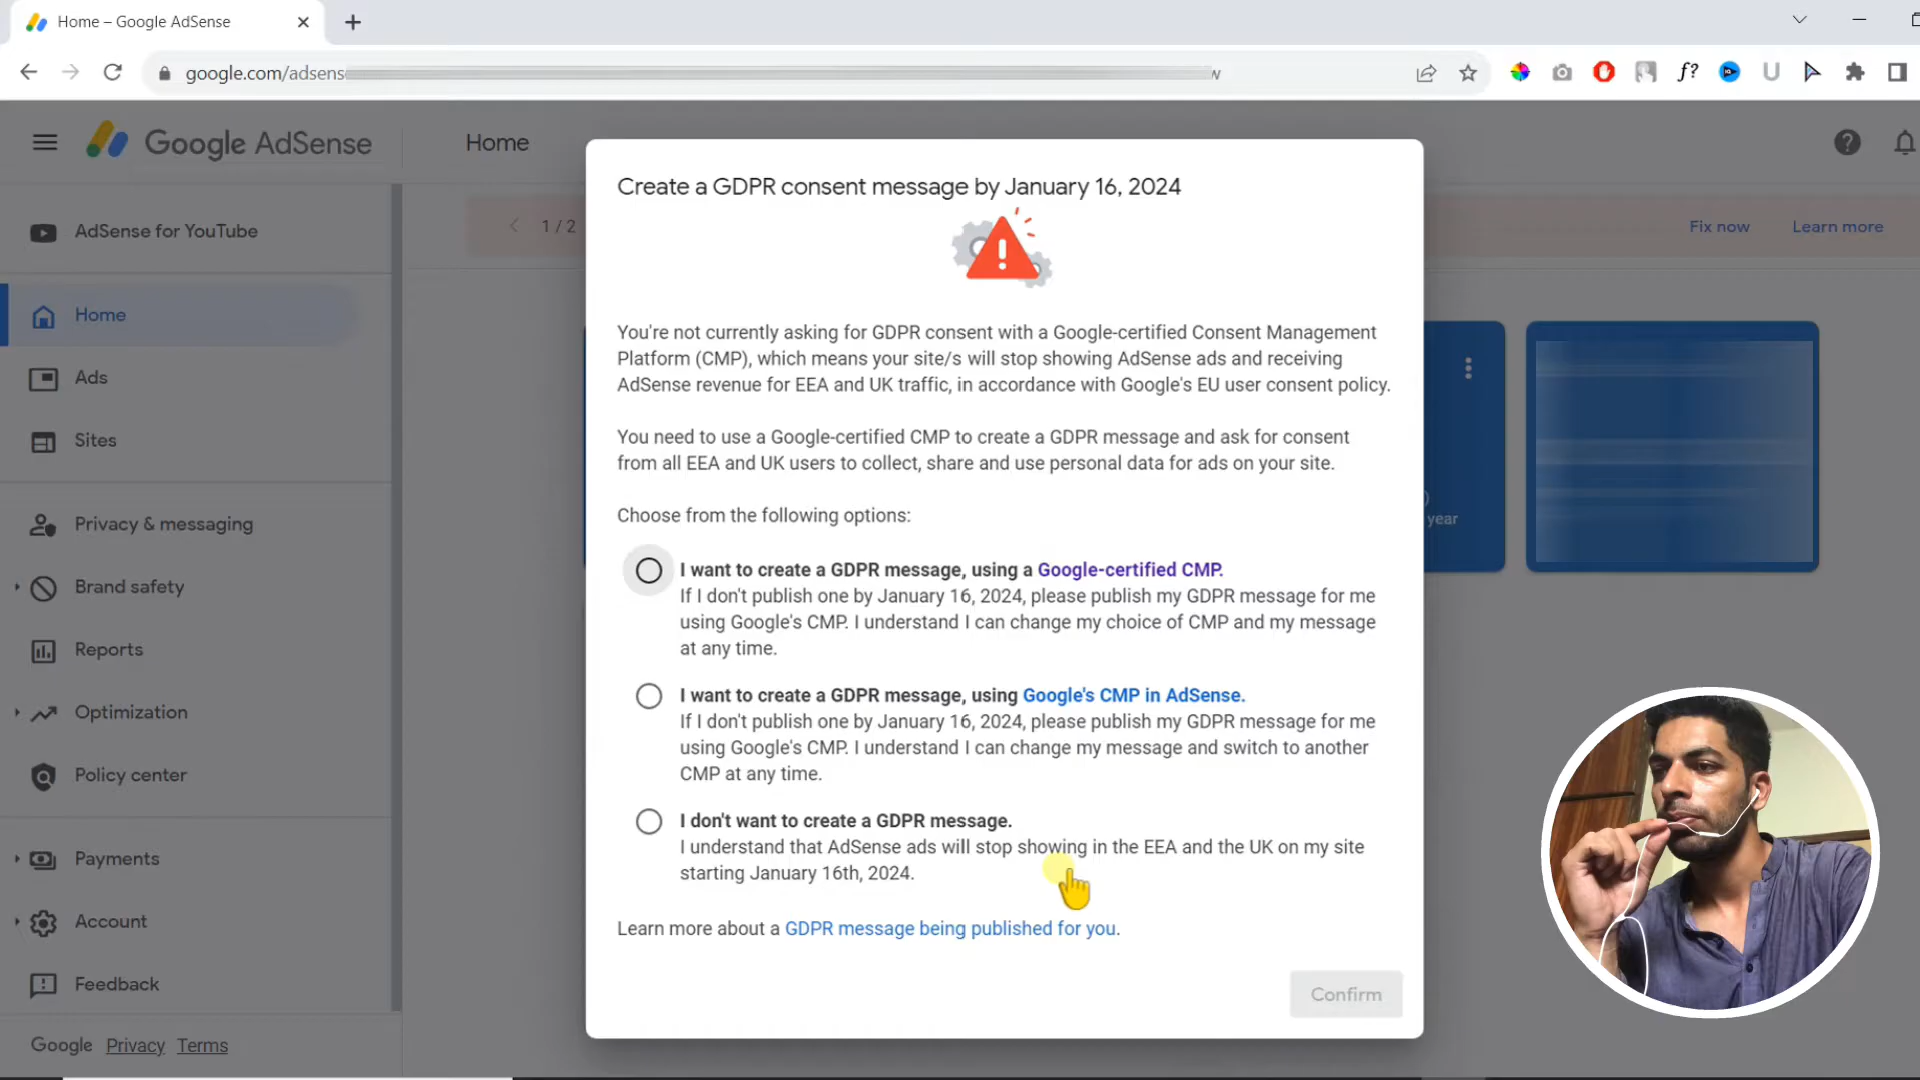 Home – Google AdSense
google.com/adsens
Google AdSense
Home
AdSense for YouTube
Home
Ads
Sites
Privacy & messaging
Brand safety
Reports
Optimization
Policy center
Payments
Account
Feedback
Google Privacy Terms
1 / 2
Fix now
Learn more
year
Create a GDPR consent message by January 16, 2024
You're not currently asking for GDPR consent with a Google-certified Consent Management
Platform (CMP), which means your site/s will stop showing AdSense ads and receiving
AdSense revenue for EEA and UK traffic, in accordance with Google's EU user consent policy.
You need to use a Google-certified CMP to create a GDPR message and ask for consent
from all EEA and UK users to collect, share and use personal data for ads on your site.
Choose from the following options:
I want to create a GDPR message, using a Google-certified CMP.
If I don't publish one by January 16, 2024, please publish my GDPR message for me
using Google's CMP. I understand I can change my choice of CMP and my message
at any time.
I want to create a GDPR message, using Google's CMP in AdSense.
If I don't publish one by January 16, 2024, please publish my GDPR message for me
using Google's CMP. I understand I can change my message and switch to another
CMP at any time.
I don't want to create a GDPR message.
I understand that AdSense ads will stop showing in the EEA and the UK on my site
starting January 16th, 2024.
Learn more about a GDPR message being published for you.
Confirm